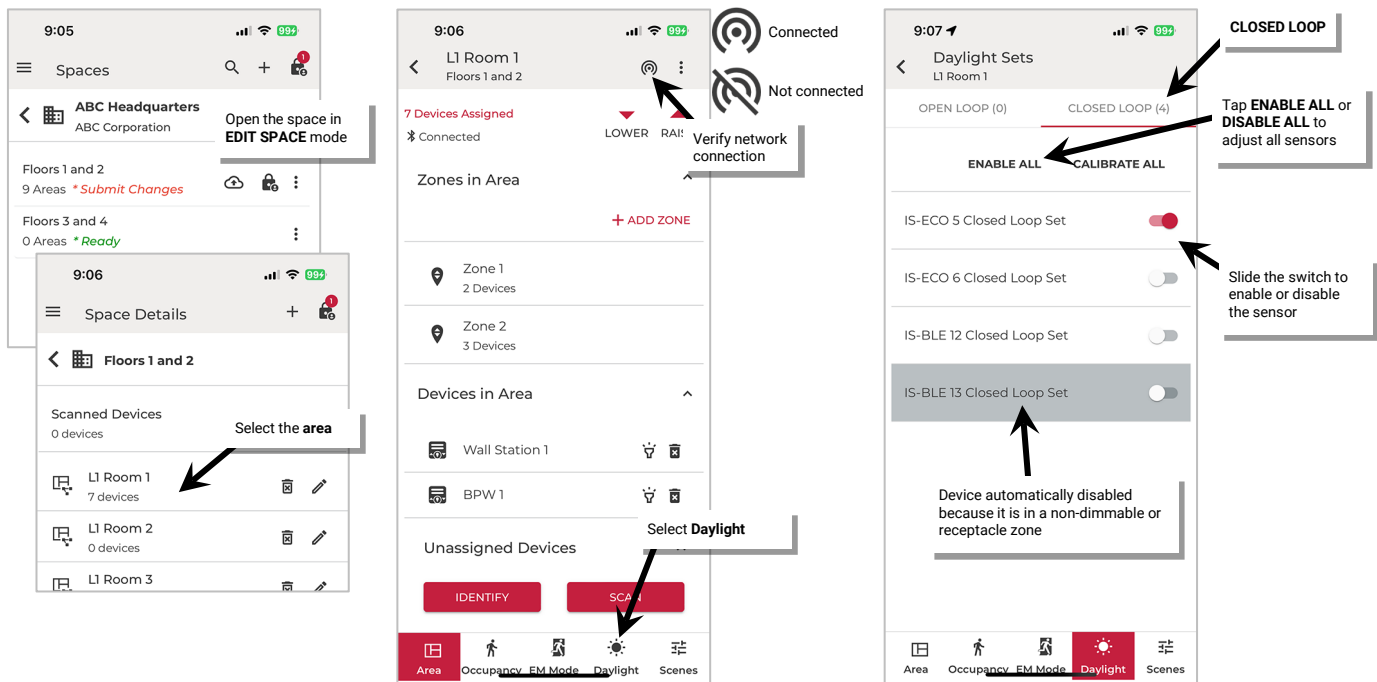 9:05
99
Spaces
1
ABC Headquarters
ABC Corporation
Open the space in
EDIT SPACE mode
Floors 1 and 2
9 Areas * Submit Changes
Floors 3 and 4
0 Areas * Ready
9:06
99
Space Details
1
Floors 1 and 2
Scanned Devices
0 devices
Select the area
L1 Room 1
7 devices
L1 Room 2
0 devices
L1 Room 3
9:06
99
L1 Room 1
Floors 1 and 2
Connected
Not connected
7 Devices Assigned
Connected
LOWER
Verify network
connection
Zones in Area
+ ADD ZONE
Zone 1
2 Devices
Zone 2
3 Devices
Devices in Area
Wall Station 1
BPW 1
Select Daylight
Unassigned Devices
IDENTIFY
SCAN
Area Occupancy EM Mode Daylight Scenes
9:07
99
Daylight Sets
L1 Room 1
CLOSED LOOP
OPEN LOOP (0) CLOSED LOOP (4)
Tap ENABLE ALL or
DISABLE ALL to
adjust all sensors
ENABLE ALL CALIBRATE ALL
IS-ECO 5 Closed Loop Set
IS-ECO 6 Closed Loop Set
Slide the switch to
enable or disable
the sensor
IS-BLE 12 Closed Loop Set
IS-BLE 13 Closed Loop Set
Device automatically disabled
because it is in a non-dimmable or
receptacle zone
Area Occupancy EM Mode Daylight Scenes